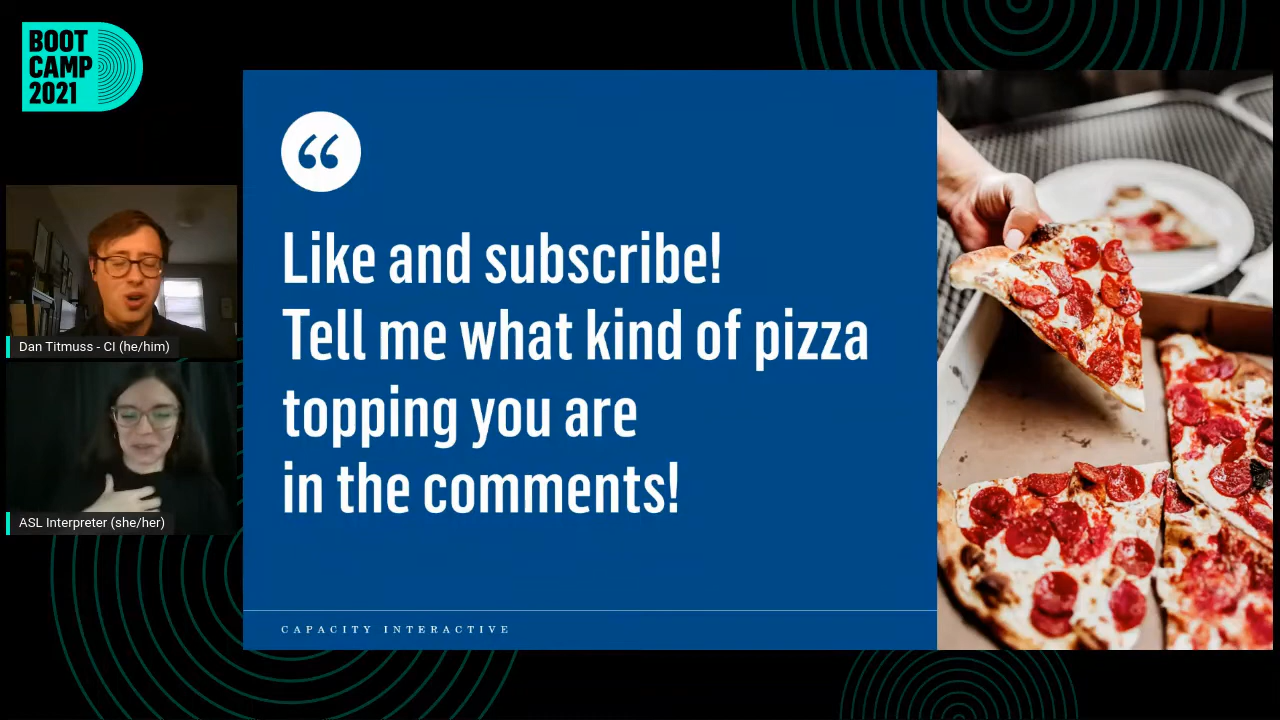 BOOT
CAMP
2021
Dan Titmuss - CI (he/him)
ASL Interpreter (she/her)
“
Like and subscribe!
Tell me what kind of pizza
topping you are
in the comments!
CAPACITY INTERACTIVE